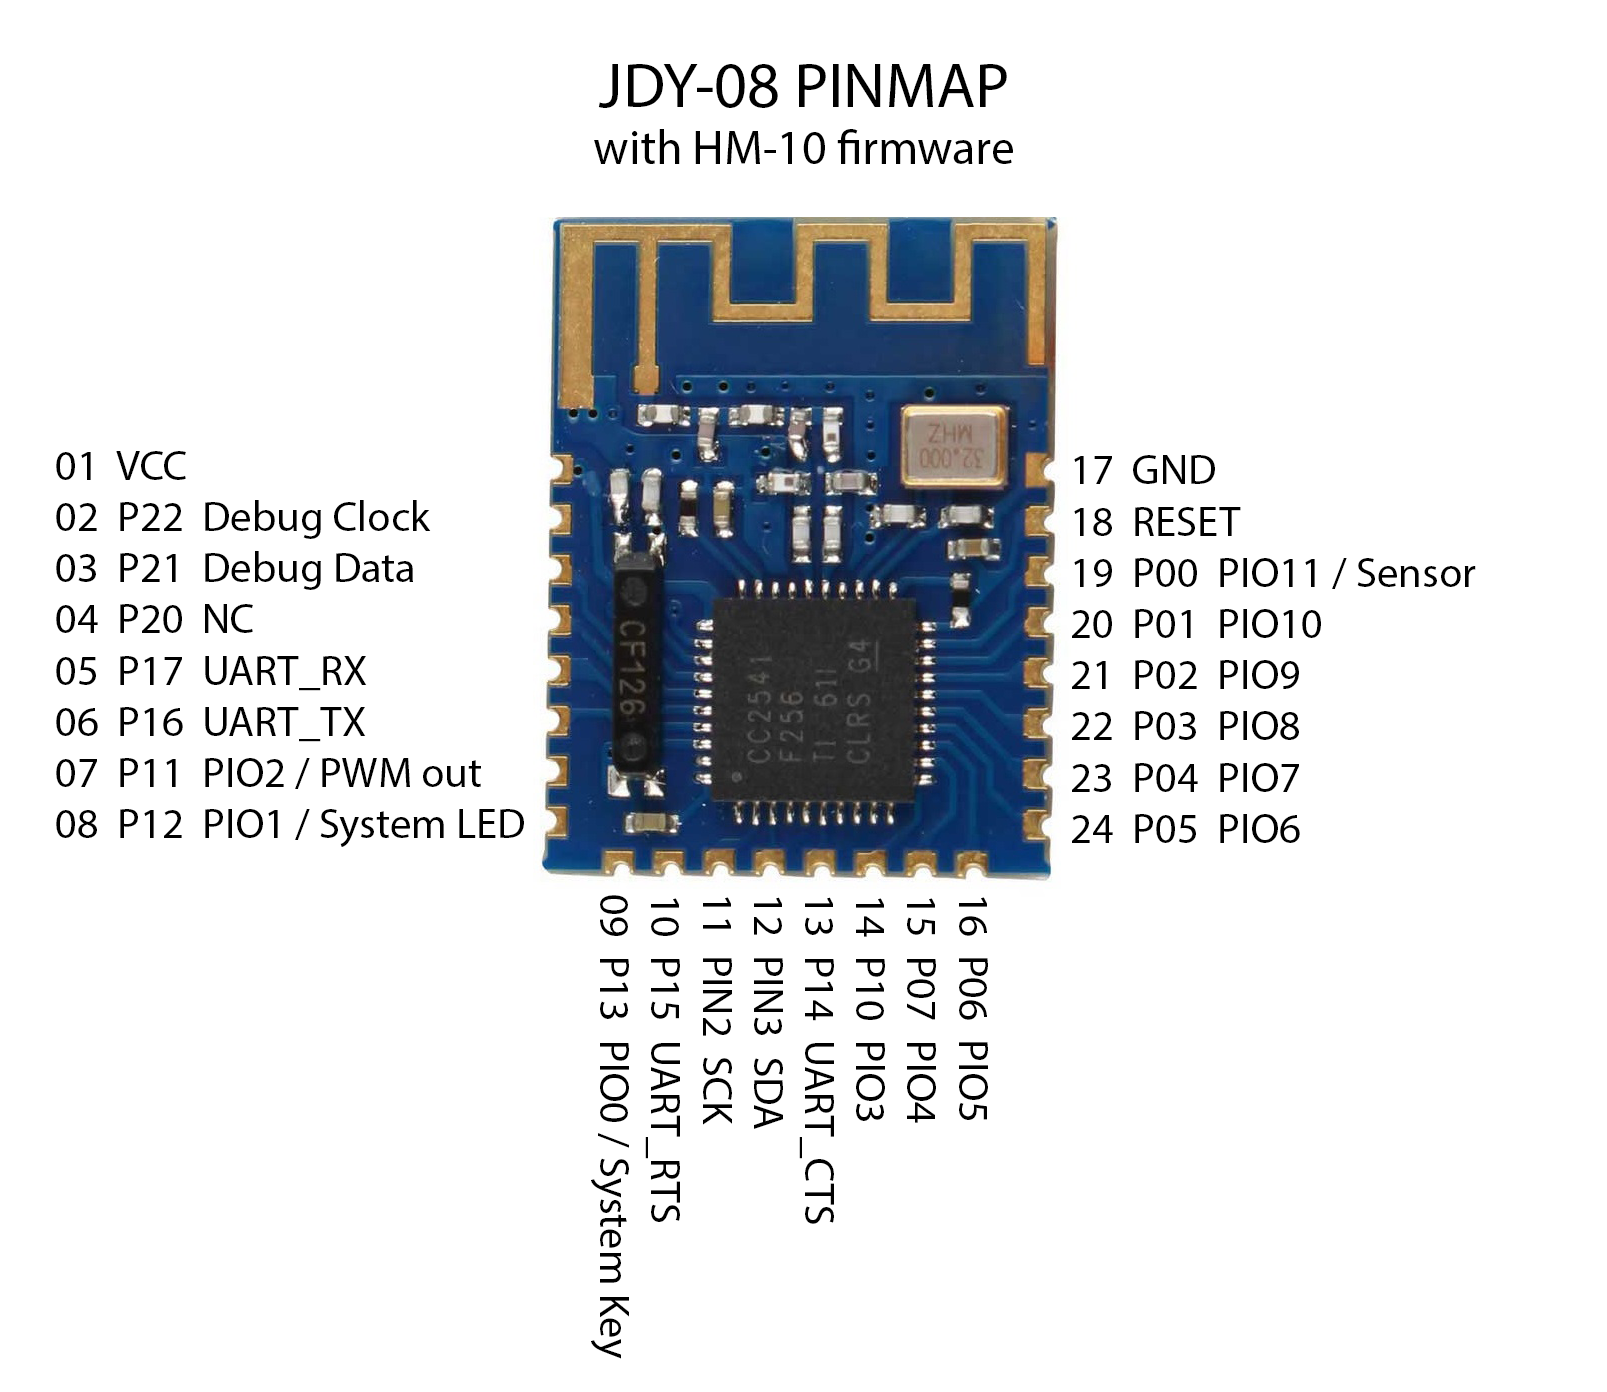 JDY-08 PINMAP
with HM-10 firmware
32.000
MHZ
01 VCC
02 P22 Debug Clock
03 P21 Debug Data
04 P20 NC
05 P17 UART_RX
06 P16 UART_TX
07 P11 PIO2 / PWM out
08 P12 PIO1 / System LED
CF126
CC2541
F256
TI 61I
CLRS G4
17 GND
18 RESET
19 P00 PIO11 / Sensor
20 P01 PIO10
21 P02 PIO9
22 P03 PIO8
23 P04 PIO7
24 P05 PIO6
09 P13 PIO0 / System Key
10 P15 UART_RTS
11 PIN2 SCK
12 PIN3 SDA
13 P14 UART_CTS
14 P10 PIO3
15 P07 PIO4
16 P06 PIO5